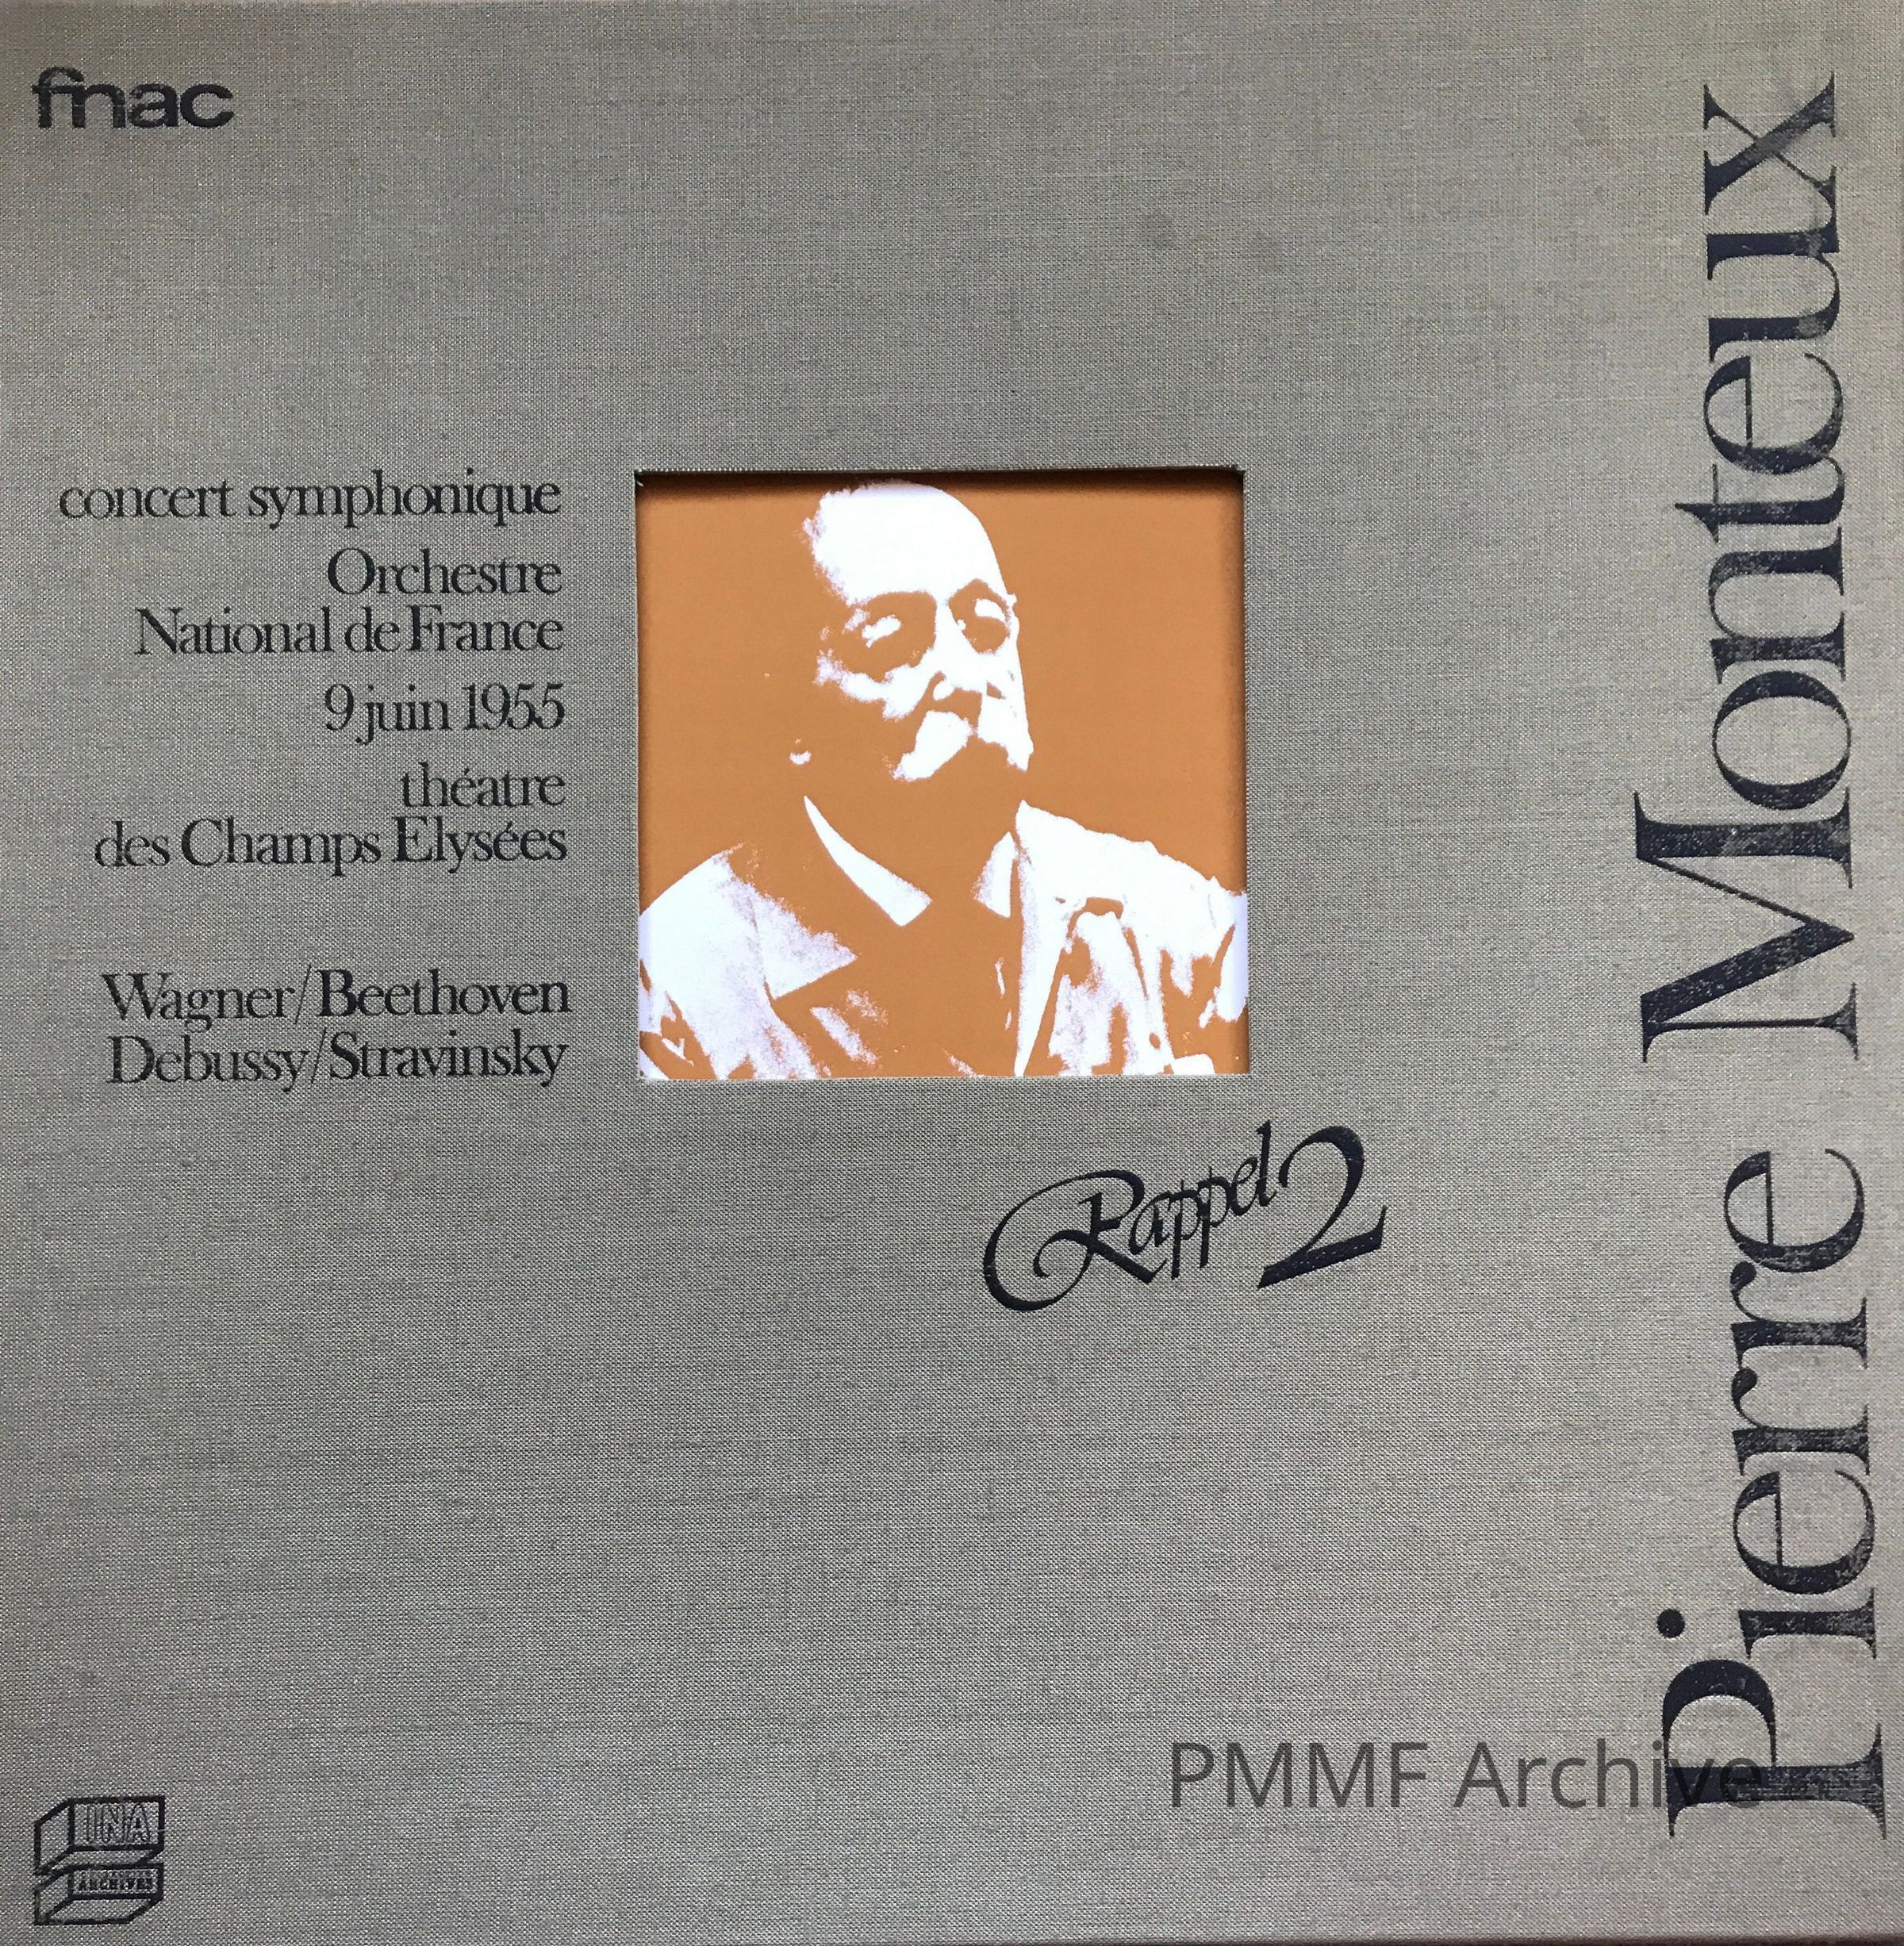 fnac
concert symphonique
Orchestre
National de France
9 juin 1955
théatre
des Champs Elysées
Wagner/Beethoven
Debussy/Stravinsky
Rappel 2
Pierre Monteux
PMMF Archive
INA
ARCHIVES